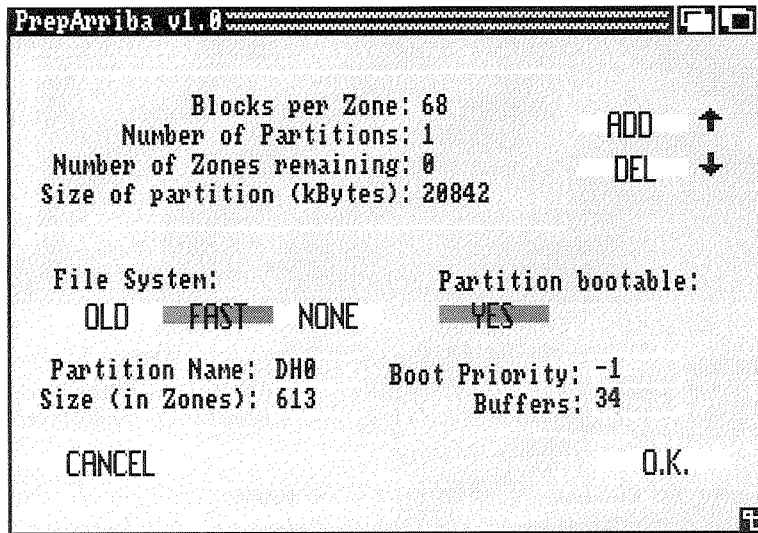 PrepArriba v1.0
Blocks per Zone: 68
Number of Partitions: 1
Number of Zones remaining: 0
Size of partition (kBytes): 20842
ADD
DEL
File System:
OLD FAST NONE
Partition bootable:
YES
Partition Name: DH0
Size (in Zones): 613
Boot Priority: -1
Buffers: 34
CANCEL
O.K.